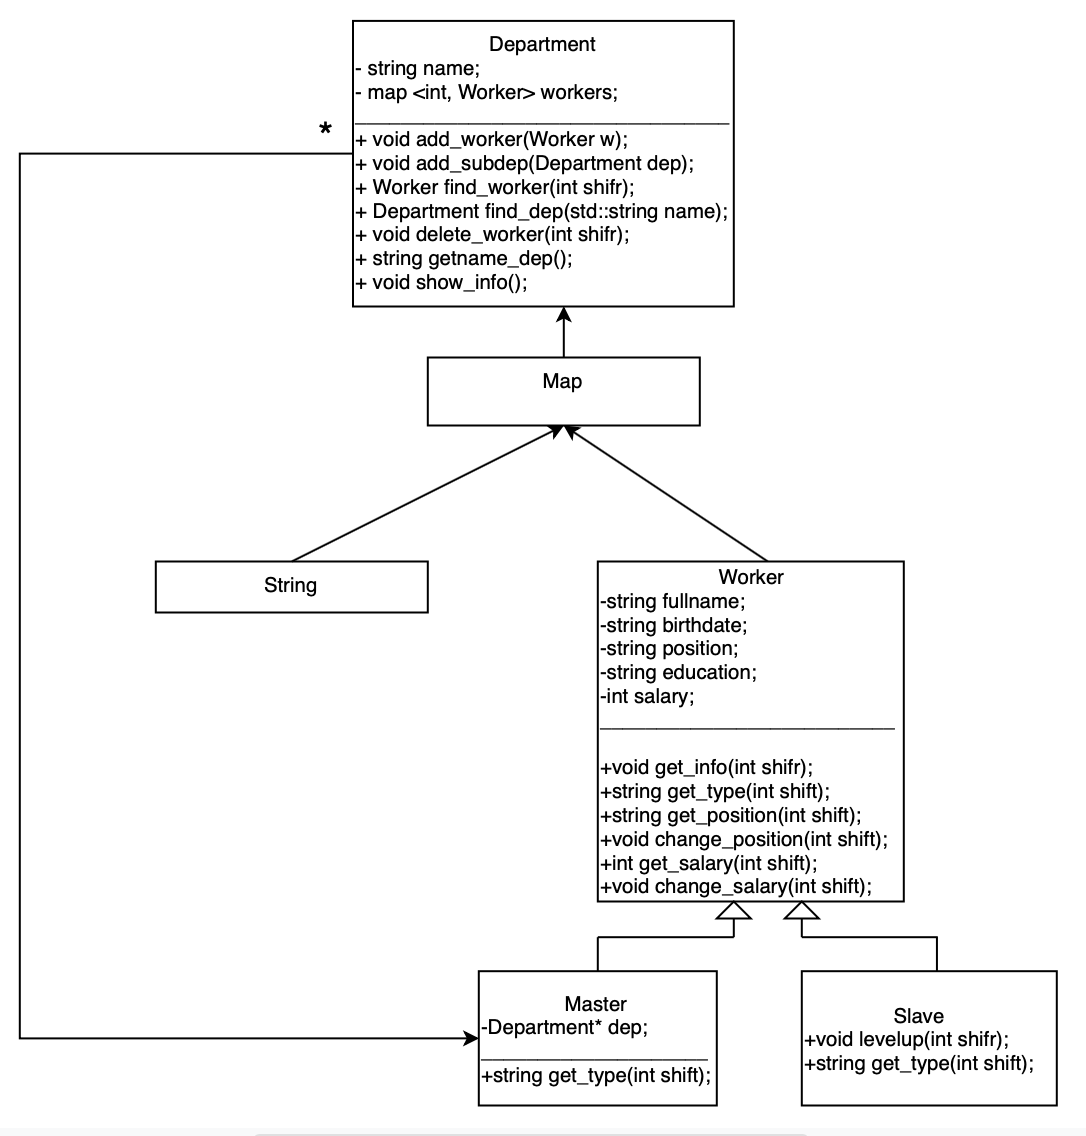 Department
- string name;
- map <int, Worker> workers;
*
+ void add_worker(Worker w);
+ void add_subdep(Department dep);
+ Worker find_worker(int shifr);
+ Department find_dep(std::string name);
+ void delete_worker(int shifr);
+ string getname_dep();
+ void show_info();
Map
String
Worker
-string fullname;
-string birthdate;
-string position;
-string education;
-int salary;
+void get_info(int shifr);
+string get_type(int shift);
+string get_position(int shift);
+void change_position(int shift);
+int get_salary(int shift);
+void change_salary(int shift);
Master
-Department* dep;
+string get_type(int shift);
Slave
+void levelup(int shifr);
+string get_type(int shift);